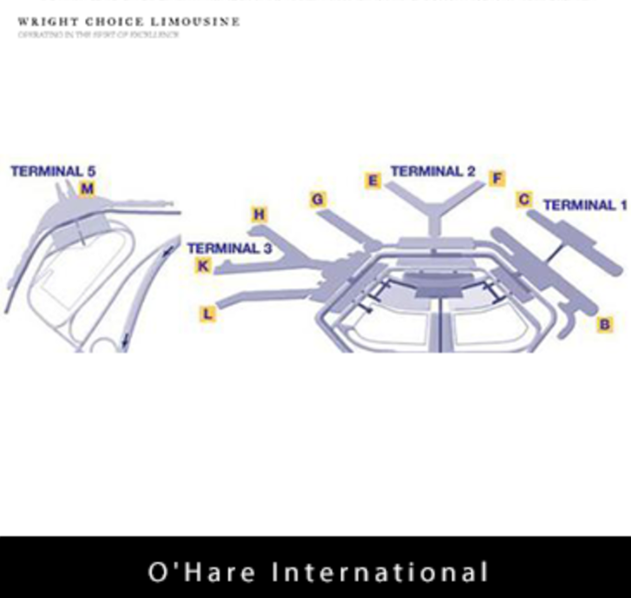 WRIGHT CHOICE LIMOUSINE
OPERATING IN THE SPIRIT OF EXCELLENCE
TERMINAL 5
M
TERMINAL 2
E
F
C
TERMINAL 1
G
H
TERMINAL 3
K
L
B
O'Hare International